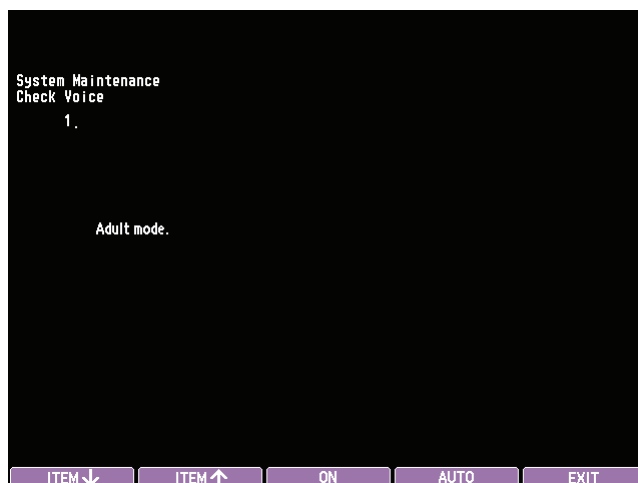 System Maintenance
Check Voice
1.
Adult mode.
ITEM↓ ITEM↑ ON AUTO EXIT